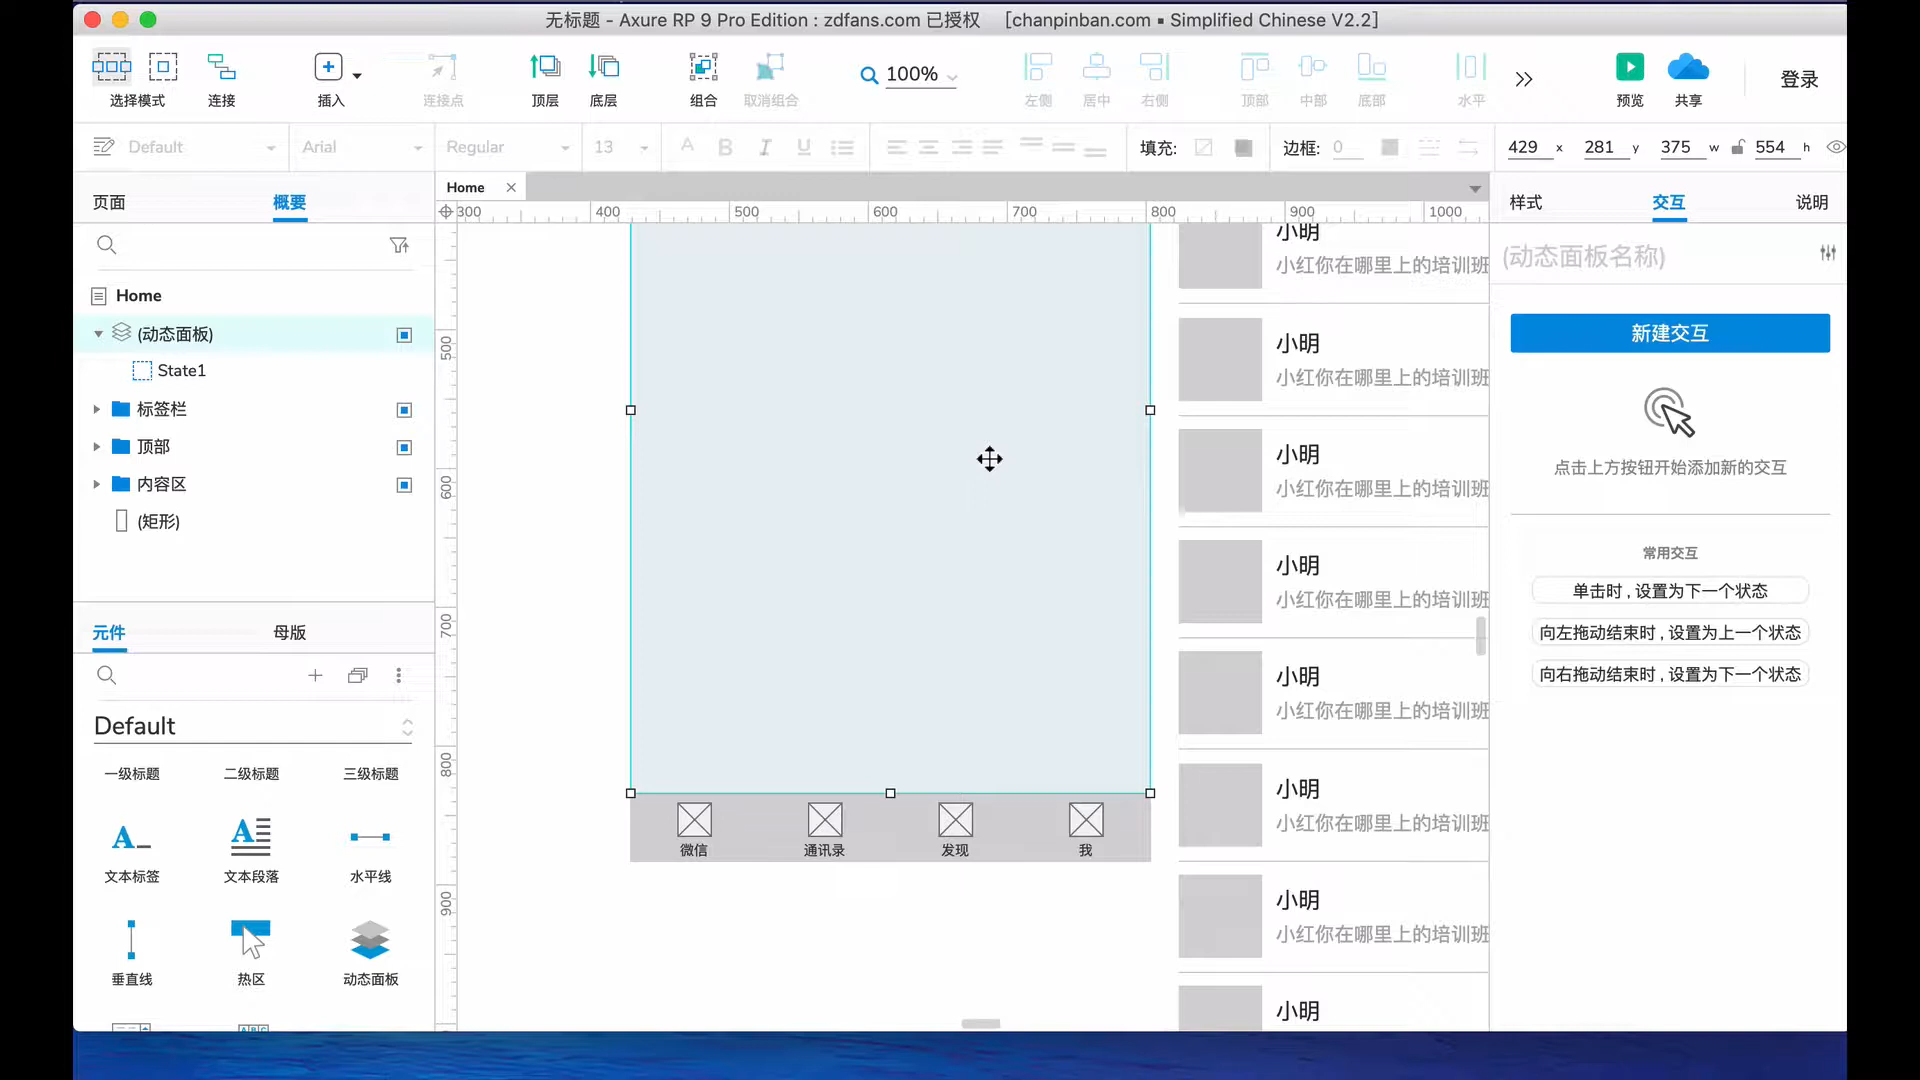 无标题 - Axure RP 9 Pro Edition : zdfans.com 已授权 [chanpinban.com ▪ Simplified Chinese V2.2]
选择模式
连接
插入
连接点
顶层
底层
组合
取消组合
100%
左侧
居中
右侧
顶部
中部
底部
水平
预览
共享
登录
Default
Arial
Regular
13
填充:
边框: 0
429 x
281 y
375 w
554 h
页面
概要
Home
300
400
500
600
700
800
900
1000
样式
交互
说明
Home
(动态面板)
State1
标签栏
顶部
内容区
(矩形)
元件
母版
Default
一级标题
二级标题
三级标题
文本标签
文本段落
水平线
垂直线
热区
动态面板
500
600
700
800
900
微信
通讯录
发现
我
小明
小红你在哪里上的培训班
小明
小红你在哪里上的培训班
小明
小红你在哪里上的培训班
小明
小红你在哪里上的培训班
小明
小红你在哪里上的培训班
小明
小红你在哪里上的培训班
小明
小红你在哪里上的培训班
小明
(动态面板名称)
新建交互
点击上方按钮开始添加新的交互
常用交互
单击时 , 设置为下一个状态
向左拖动结束时 , 设置为上一个状态
向右拖动结束时 , 设置为下一个状态